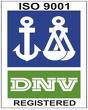 ISO 9001
DNV
REGISTERED